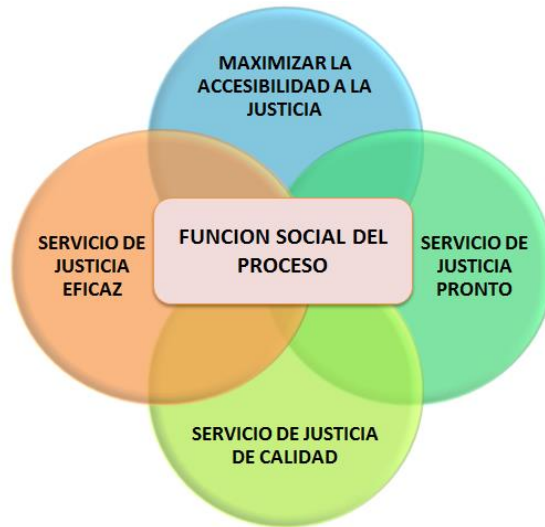 MAXIMIZAR LA
ACCESIBILIDAD A LA
JUSTICIA
SERVICIO DE
JUSTICIA
EFICAZ
FUNCION SOCIAL DEL
PROCESO
SERVICIO DE
JUSTICIA
PRONTO
SERVICIO DE JUSTICIA
DE CALIDAD